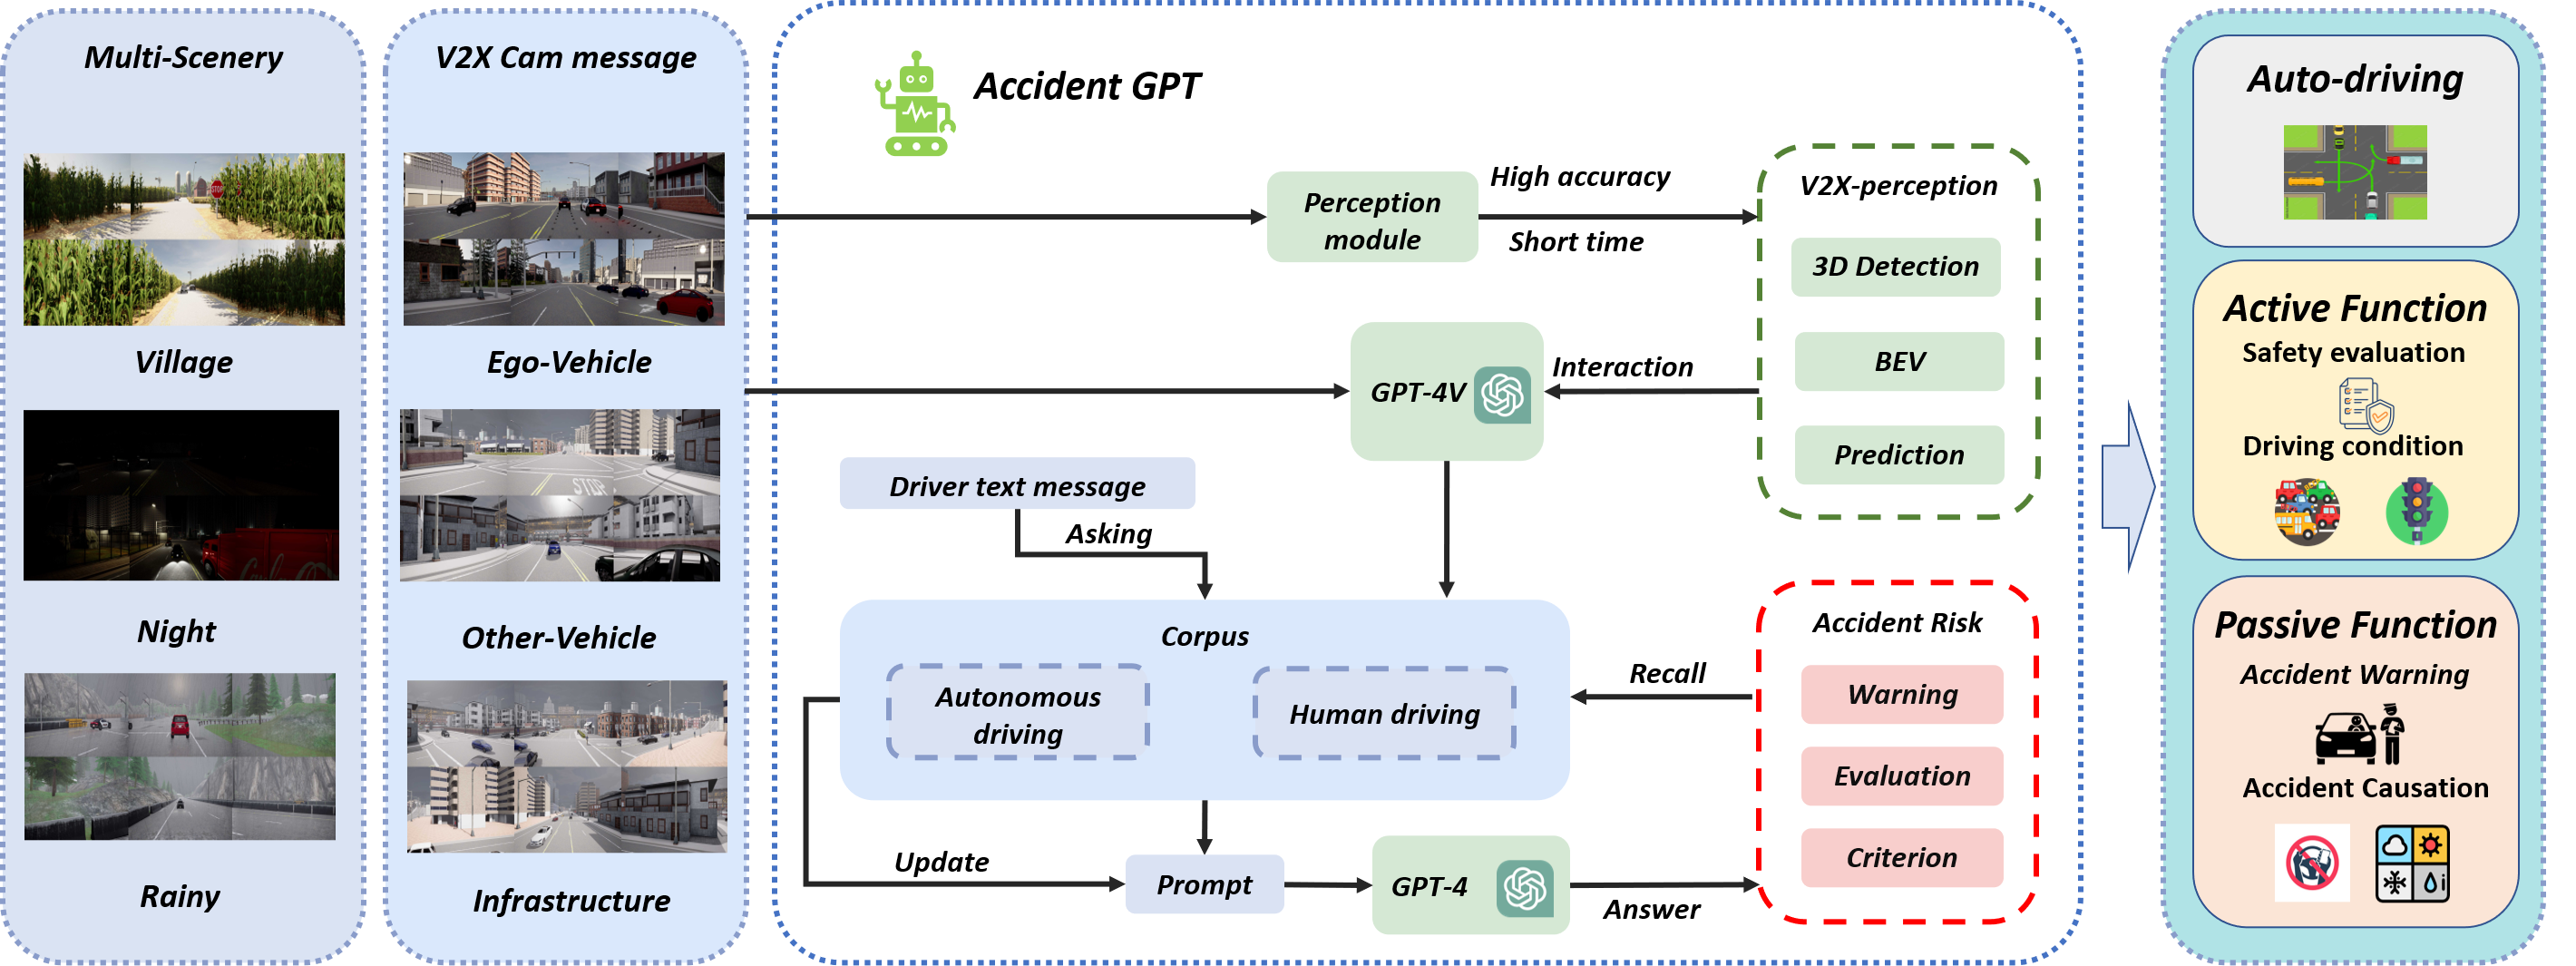 Multi-Scenery
STOP
Village
Night
Rainy
V2X Cam message
Ego-Vehicle
STOP
Other-Vehicle
Infrastructure
Accident GPT
Perception
module
High accuracy
Short time
V2X-perception
3D Detection
BEV
Prediction
GPT-4V
Interaction
Driver text message
Asking
Corpus
Autonomous
driving
Human driving
Recall
Accident Risk
Warning
Evaluation
Criterion
Update
Prompt
GPT-4
Answer
Auto-driving
Active Function
Safety evaluation
Driving condition
Passive Function
Accident Warning
Accident Causation